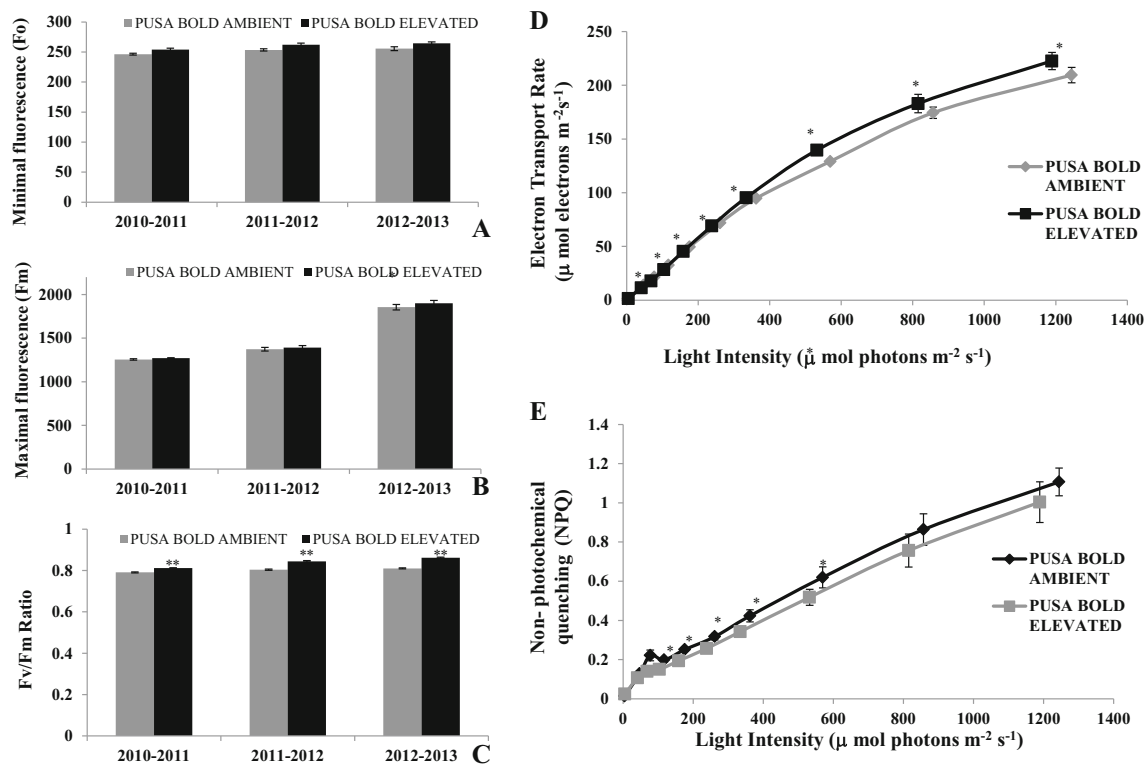 PUSA BOLD AMBIENT PUSA BOLD ELEVATED
Minimal fluorescence (Fo)
300
250
200
150
100
50
0
2010-2011 2011-2012 2012-2013
A
PUSA BOLD AMBIENT PUSA BOLD ELEVATED
*
Maximal fluorescence (Fm)
2000
1500
1000
500
0
2010-2011 2011-2012 2012-2013
B
PUSA BOLD AMBIENT PUSA BOLD ELEVATED
** ** **
Fv/Fm Ratio
1
0.8
0.6
0.4
0.2
0
2010-2011 2011-2012 2012-2013
C
D
Electron Transport Rate
(μ mol electrons m-2s-1)
250
200
150
100
50
0
* * * * * * * * *
PUSA BOLD
AMBIENT
PUSA BOLD
ELEVATED
0 200 400 600 800 1000 1200 1400
*
Light Intensity (μ mol photons m-2 s-1)
E
Non- photochemical
quenching (NPQ)
1.4
1.2
1
0.8
0.6
0.4
0.2
0
* * * * *
PUSA BOLD
AMBIENT
PUSA BOLD
ELEVATED
0 200 400 600 800 1000 1200 1400
Light Intensity (μ mol photons m-2 s-1)